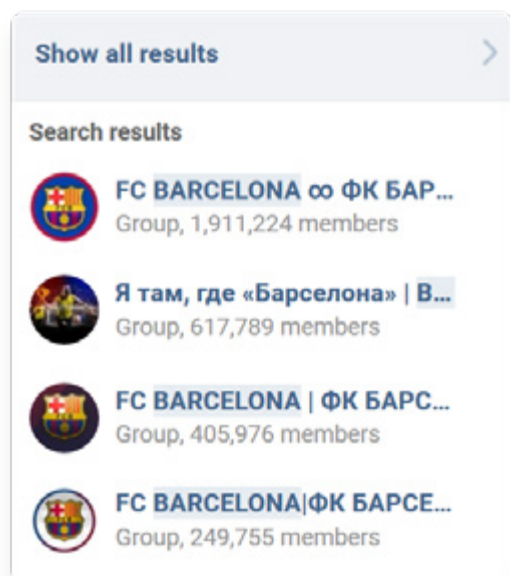 Show all results
Search results
FC BARCELONA ∞ ФК БАР...
Group, 1,911,224 members
Я там, где «Барселона» | B...
Group, 617,789 members
FC BARCELONA | ФК БАРС...
Group, 405,976 members
FC BARCELONA|ФК БАРСЕ...
Group, 249,755 members